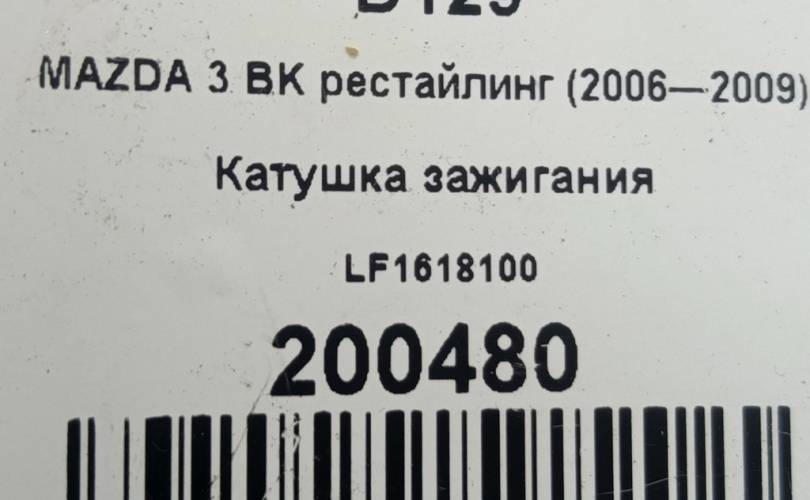 MAZDA 3 BK рестайлинг (2006—2009)
Катушка зажигания
LF1618100
200480